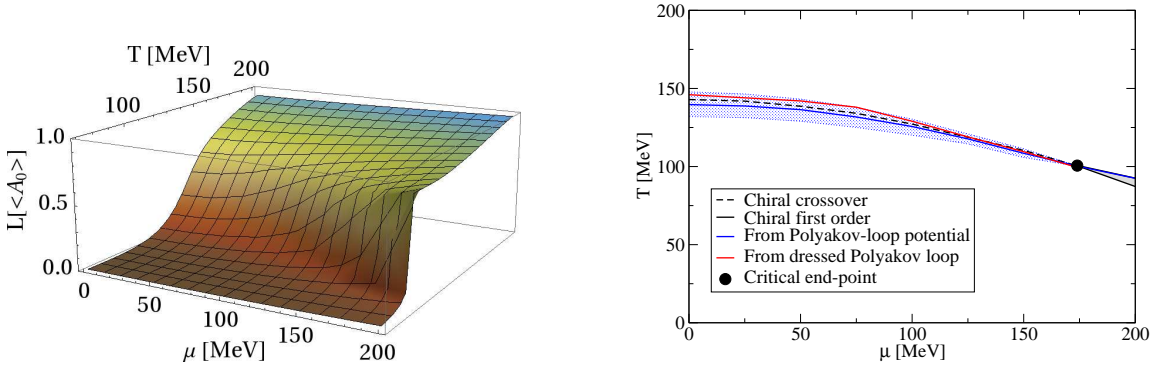 T [MeV]
200
150
100
1.0
0.5
0.0
L[<A₀>]
0
50
100
150
200
μ [MeV]
200
150
100
50
0
T [MeV]
Chiral crossover
Chiral first order
From Polyakov-loop potential
From dressed Polyakov loop
Critical end-point
0
50
100
150
200
μ [MeV]